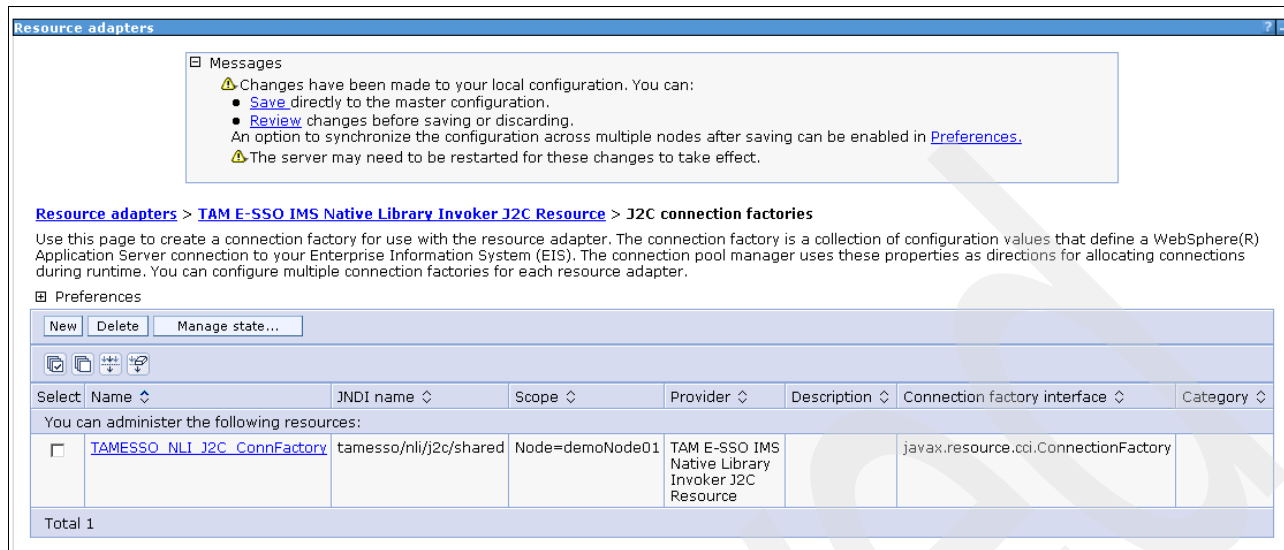 Resource adapters
?
Messages
Changes have been made to your local configuration. You can:
Save directly to the master configuration.
Review changes before saving or discarding.
An option to synchronize the configuration across multiple nodes after saving can be enabled in Preferences.
The server may need to be restarted for these changes to take effect.
Resource adapters > TAM E-SSO IMS Native Library Invoker J2C Resource > J2C connection factories
Use this page to create a connection factory for use with the resource adapter. The connection factory is a collection of configuration values that define a WebSphere(R)
Application Server connection to your Enterprise Information System (EIS). The connection pool manager uses these properties as directions for allocating connections
during runtime. You can configure multiple connection factories for each resource adapter.
Preferences
New Delete Manage state...
Select Name JNDI name Scope Provider Description Connection factory interface Category
You can administer the following resources:
TAMESSO_NLI_J2C_ConnFactory tamesso/nli/j2c/shared Node=demoNode01 TAM E-SSO IMS javax.resource.cci.ConnectionFactory
Native Library
Invoker J2C
Resource
Total 1